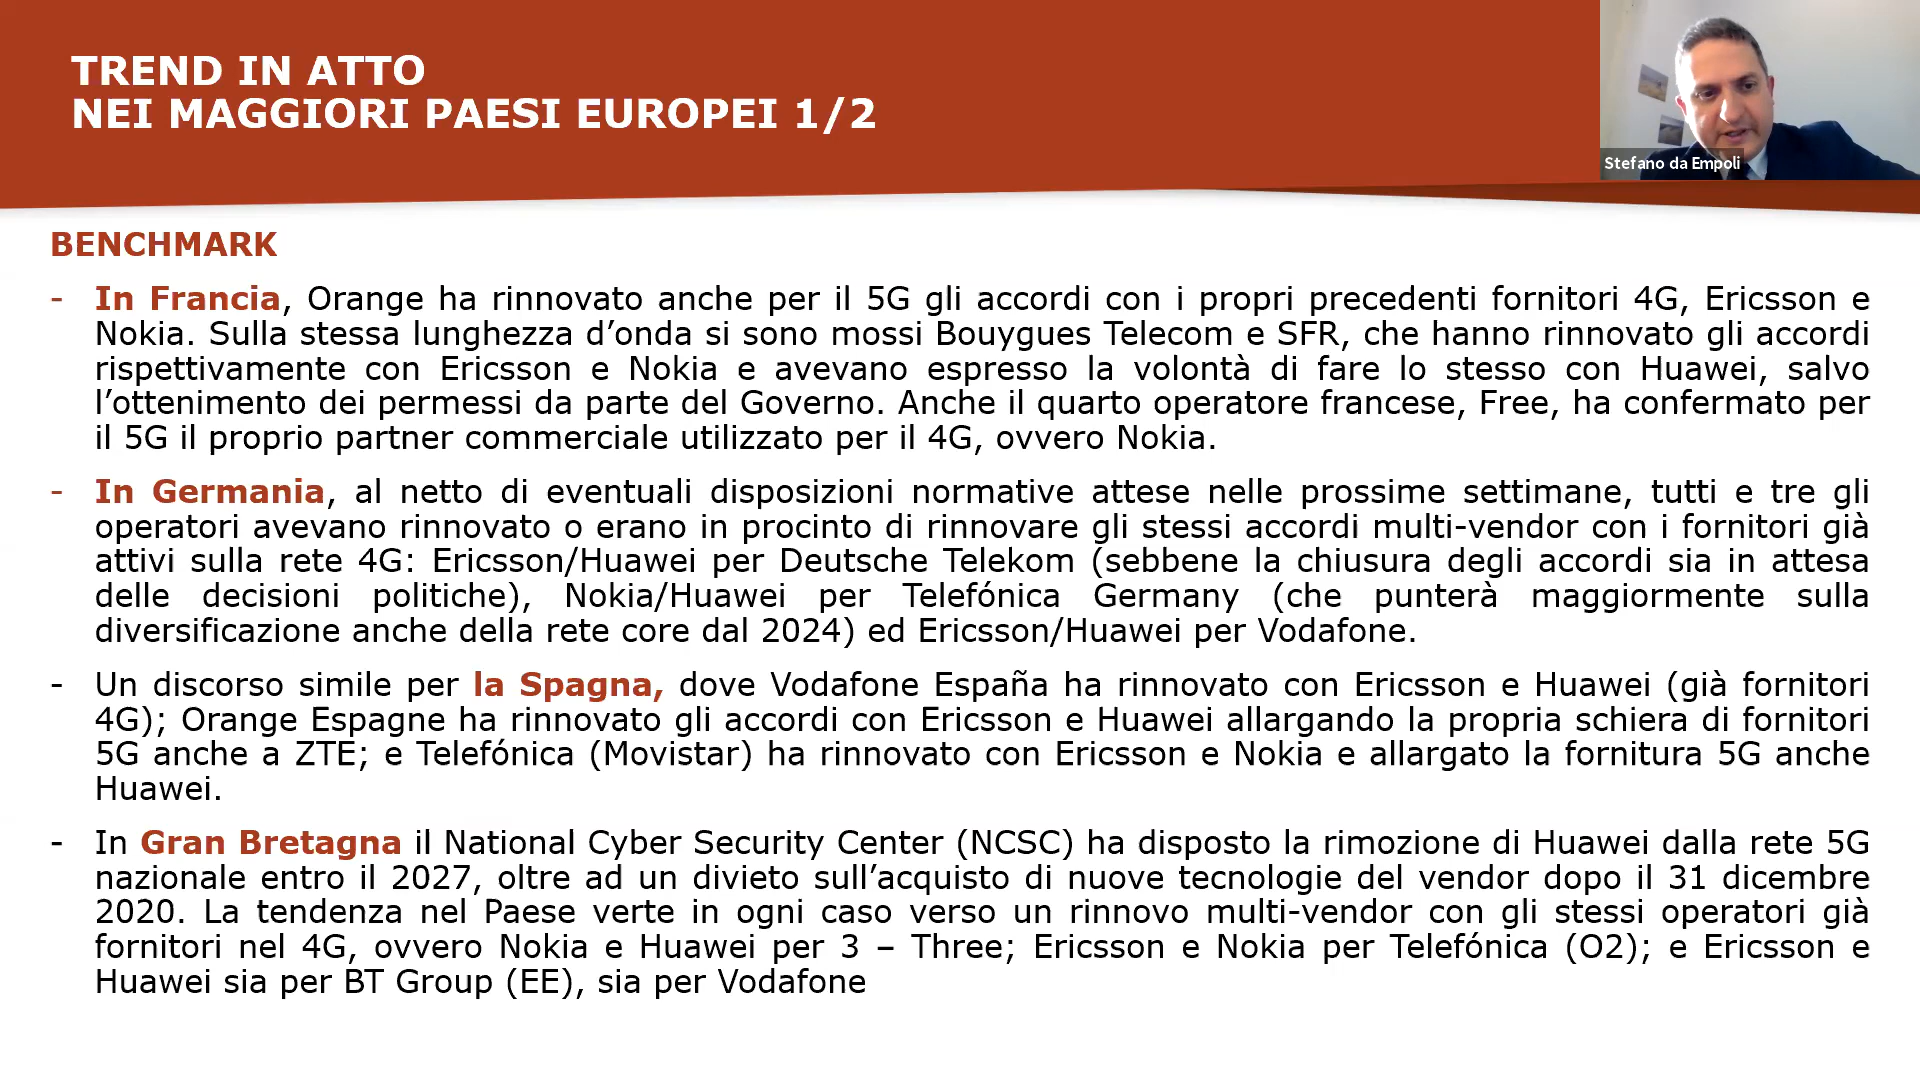 TREND IN ATTO
NEI MAGGIORI PAESI EUROPEI 1/2
Stefano da Empoli
BENCHMARK
- In Francia, Orange ha rinnovato anche per il 5G gli accordi con i propri precedenti fornitori 4G, Ericsson e
Nokia. Sulla stessa lunghezza d’onda si sono mossi Bouygues Telecom e SFR, che hanno rinnovato gli accordi
rispettivamente con Ericsson e Nokia e avevano espresso la volontà di fare lo stesso con Huawei, salvo
l’ottenimento dei permessi da parte del Governo. Anche il quarto operatore francese, Free, ha confermato per
il 5G il proprio partner commerciale utilizzato per il 4G, ovvero Nokia.
- In Germania, al netto di eventuali disposizioni normative attese nelle prossime settimane, tutti e tre gli
operatori avevano rinnovato o erano in procinto di rinnovare gli stessi accordi multi-vendor con i fornitori già
attivi sulla rete 4G: Ericsson/Huawei per Deutsche Telekom (sebbene la chiusura degli accordi sia in attesa
delle decisioni politiche), Nokia/Huawei per Telefónica Germany (che punterà maggiormente sulla
diversificazione anche della rete core dal 2024) ed Ericsson/Huawei per Vodafone.
- Un discorso simile per la Spagna, dove Vodafone España ha rinnovato con Ericsson e Huawei (già fornitori
4G); Orange Espagne ha rinnovato gli accordi con Ericsson e Huawei allargando la propria schiera di fornitori
5G anche a ZTE; e Telefónica (Movistar) ha rinnovato con Ericsson e Nokia e allargato la fornitura 5G anche
Huawei.
- In Gran Bretagna il National Cyber Security Center (NCSC) ha disposto la rimozione di Huawei dalla rete 5G
nazionale entro il 2027, oltre ad un divieto sull’acquisto di nuove tecnologie del vendor dopo il 31 dicembre
2020. La tendenza nel Paese verte in ogni caso verso un rinnovo multi-vendor con gli stessi operatori già
fornitori nel 4G, ovvero Nokia e Huawei per 3 – Three; Ericsson e Nokia per Telefónica (O2); e Ericsson e
Huawei sia per BT Group (EE), sia per Vodafone